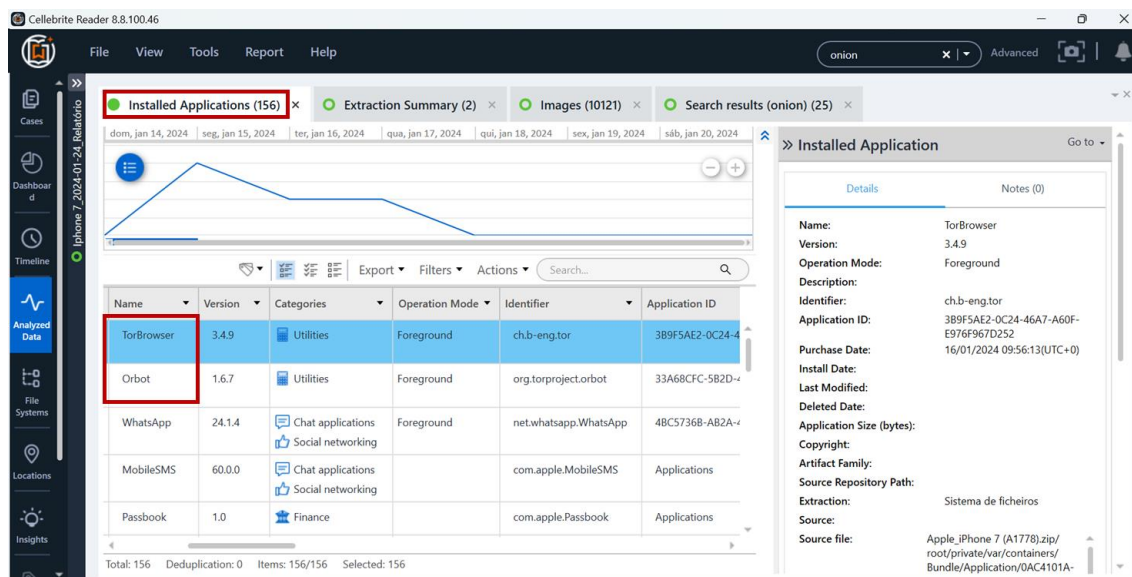 Cellebrite Reader 8.8.100.46
File View Tools Report Help
onion
Advanced
Cases
Dashboar
d
Timeline
Analyzed
Data
File
Systems
Locations
Insights
Iphone 7_2024-01-24_Relatório
Installed Applications (156)
Extraction Summary (2)
Images (10121)
Search results (onion) (25)
dom, jan 14, 2024 seg, jan 15, 2024 ter, jan 16, 2024 qua, jan 17, 2024 qui, jan 18, 2024 sex, jan 19, 2024 sáb, jan 20, 2024
Export Filters Actions Search...
Name Version Categories Operation Mode Identifier Application ID
TorBrowser 3.4.9 Utilities Foreground ch.b-eng.tor 3B9F5AE2-0C24-4
Orbot 1.6.7 Utilities Foreground org.torproject.orbot 33A68CFC-5B2D-4
WhatsApp 24.1.4 Chat applications Foreground net.whatsapp.WhatsApp 4BC5736B-AB2A-4
Social networking
MobileSMS 60.0.0 Chat applications com.apple.MobileSMS Applications
Social networking
Passbook 1.0 Finance com.apple.Passbook Applications
Total: 156 Deduplication: 0 Items: 156/156 Selected: 156
Installed Application
Go to
Details Notes (0)
Name: TorBrowser
Version: 3.4.9
Operation Mode: Foreground
Description:
Identifier: ch.b-eng.tor
Application ID: 3B9F5AE2-0C24-46A7-A60F-
E976F967D252
Purchase Date: 16/01/2024 09:56:13(UTC+0)
Install Date:
Last Modified:
Deleted Date:
Application Size (bytes):
Copyright:
Artifact Family:
Source Repository Path:
Extraction: Sistema de ficheiros
Source:
Source file: Apple_iPhone 7 (A1778).zip/
root/private/var/containers/
Bundle/Application/0AC4101A-